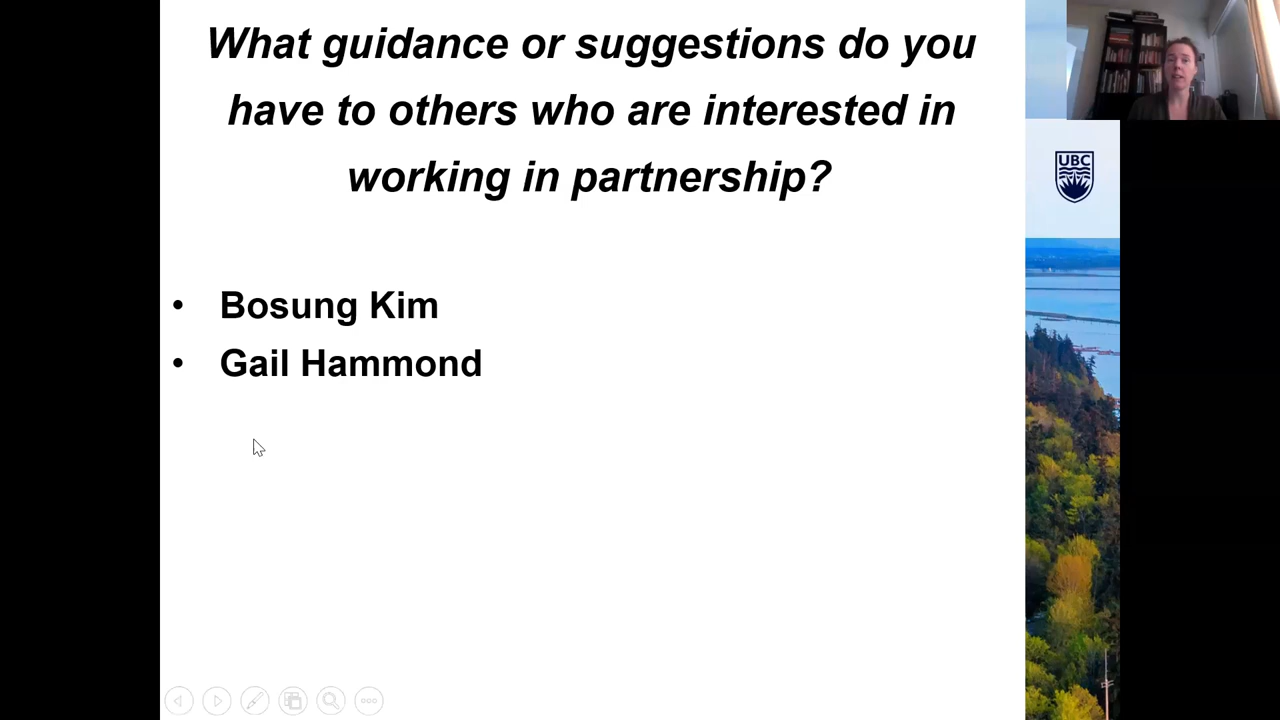 What guidance or suggestions do you
have to others who are interested in
working in partnership?
UBC
• Bosung Kim
• Gail Hammond